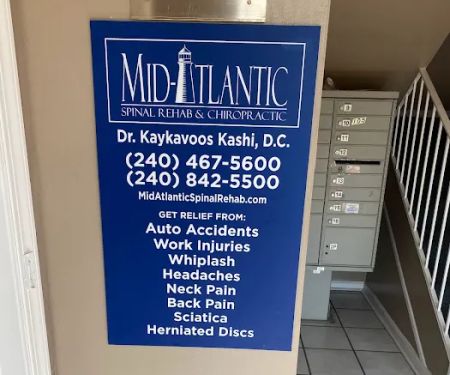 MID-ATLANTIC
SPINAL REHAB & CHIROPRACTIC
Dr. Kaykavoos Kashi, D.C.
(240) 467-5600
(240) 842-5500
MidAtlanticSpinalRehab.com
GET RELIEF FROM:
Auto Accidents
Work Injuries
Whiplash
Headaches
Neck Pain
Back Pain
Sciatica
Herniated Discs